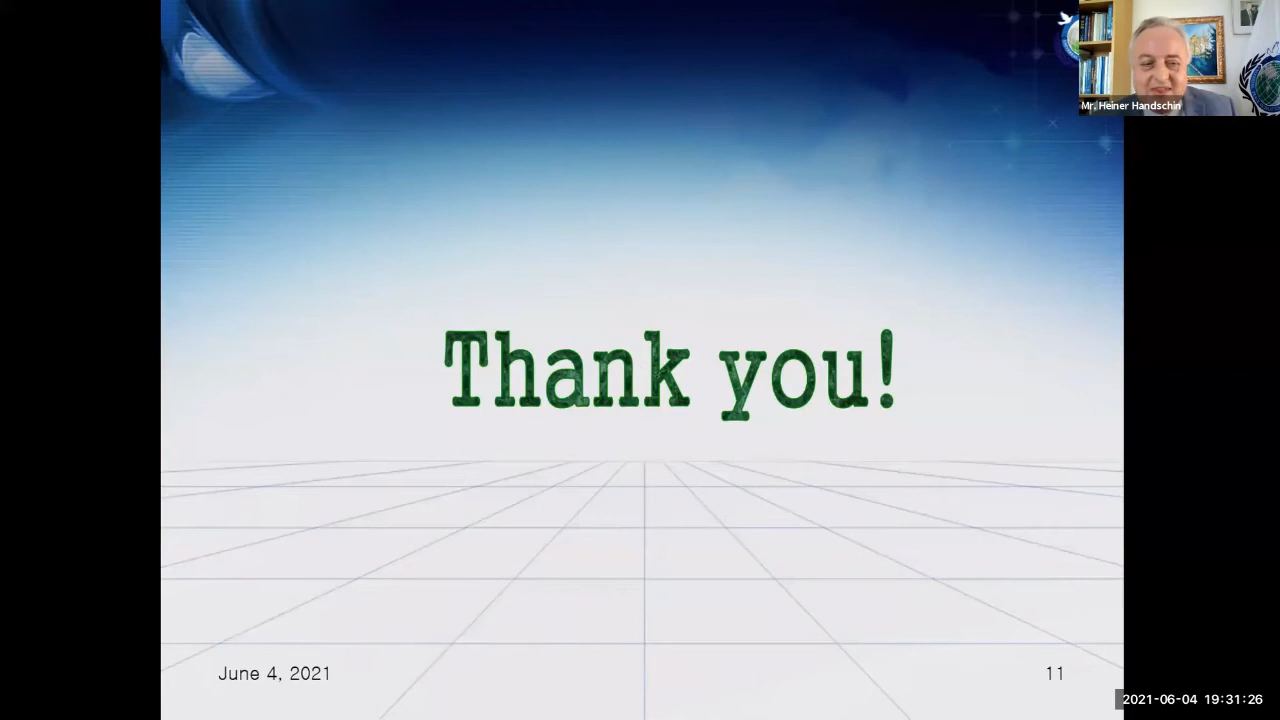 Mr. Heiner Handschin
Thank you!
June 4, 2021
11
2021-06-04 19:31:26